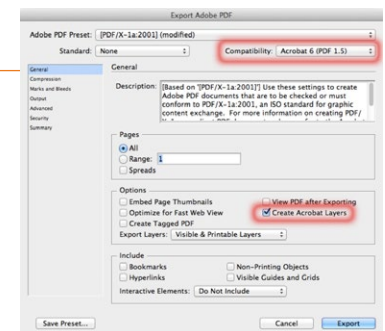 Export Adobe PDF
Adobe PDF Preset: [PDF/X-1a:2001] (modified)
Standard: None Compatibility: Acrobat 6 (PDF 1.5)
General
Compression
Marks and Bleeds
Output
Advanced
Security
Summary
General
Description: [Based on '[PDF/X-1a:2001]'] Use these settings to create
Adobe PDF documents that are to be checked or must
conform to PDF/X-1a:2001, an ISO standard for graphic
content exchange. For more information on creating PDF/
Pages
All
Range: 1
Spreads
Options
Embed Page Thumbnails View PDF after Exporting
Optimize for Fast Web View Create Acrobat Layers
Create Tagged PDF
Export Layers: Visible & Printable Layers
Include
Bookmarks Non-Printing Objects
Hyperlinks Visible Guides and Grids
Interactive Elements: Do Not Include
Save Preset... Cancel Export